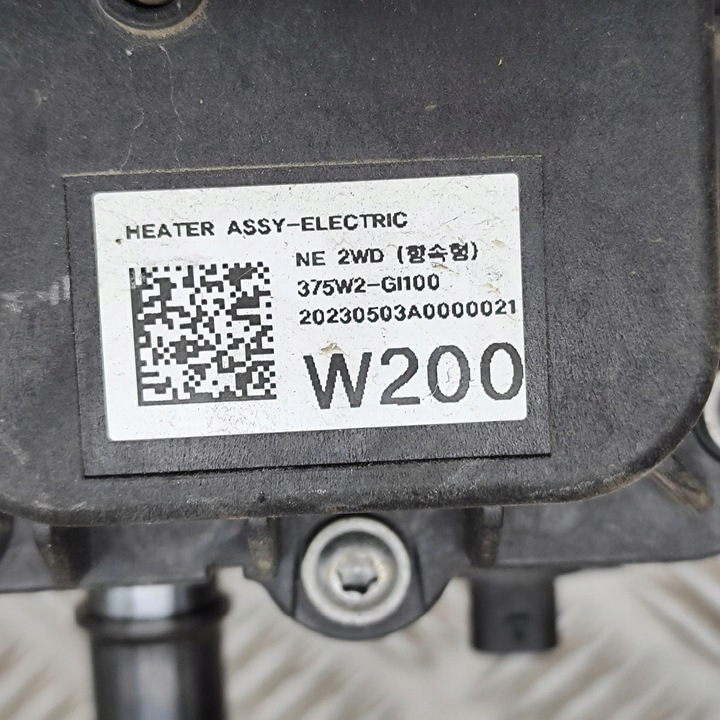 HEATER ASSY-ELECTRIC
NE 2WD (항속형)
375W2-GI100
20230503A0000021
W200